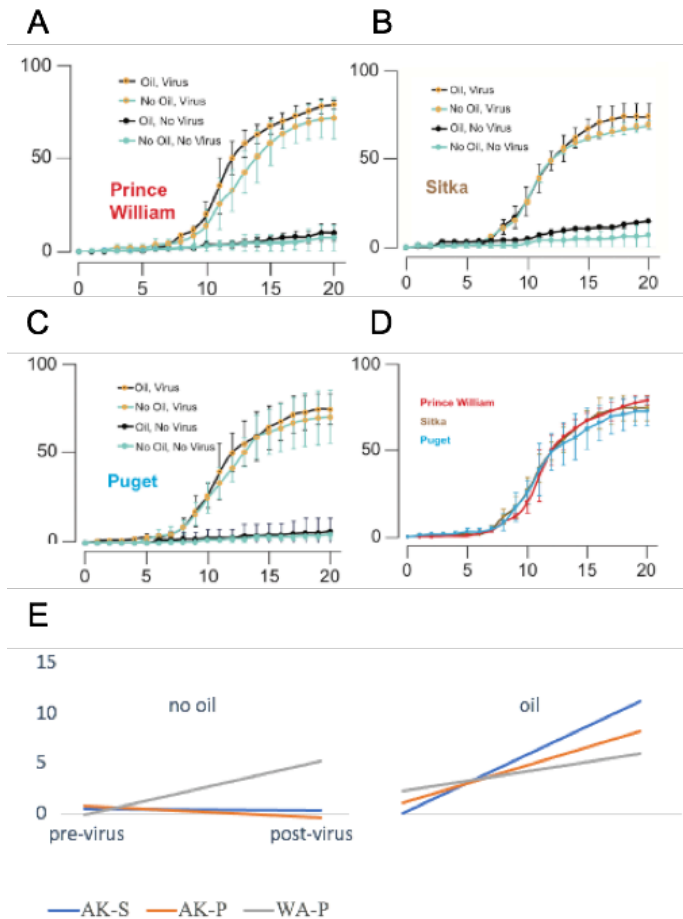 A
100
50
0
Oil, Virus
No Oil, Virus
Oil, No Virus
No Oil, No Virus
Prince
William
0 5 10 15 20
B
100
50
0
Oil, Virus
No Oil, Virus
Oil, No Virus
No Oil, No Virus
Sitka
0 5 10 15 20
C
100
50
0
Oil, Virus
No Oil, Virus
Oil, No Virus
No Oil, No Virus
Puget
0 5 10 15 20
D
100
50
0
Prince William
Sitka
Puget
0 5 10 15 20
E
15
10
5
0
no oil
oil
pre-virus post-virus
AK-S AK-P WA-P